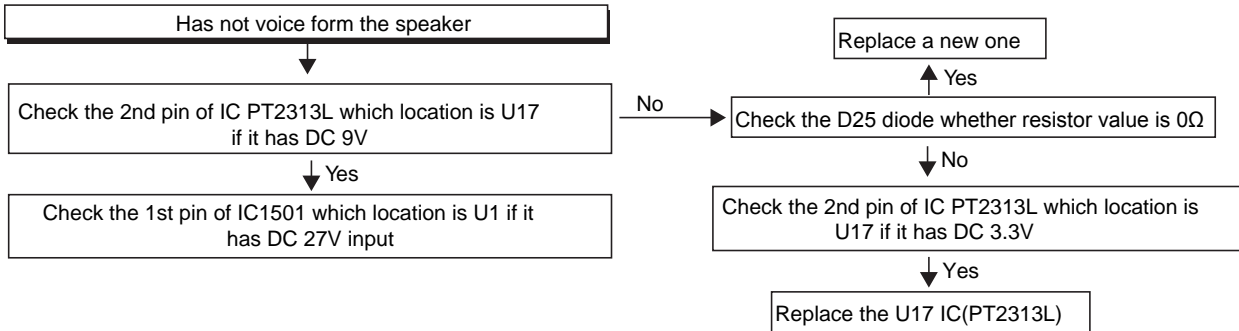 Has not voice form the speaker
Check the 2nd pin of IC PT2313L which location is U17
if it has DC 9V
Yes
Check the 1st pin of IC1501 which location is U1 if it
has DC 27V input
No
Replace a new one
Yes
Check the D25 diode whether resistor value is 0Ω
No
Check the 2nd pin of IC PT2313L which location is
U17 if it has DC 3.3V
Yes
Replace the U17 IC(PT2313L)